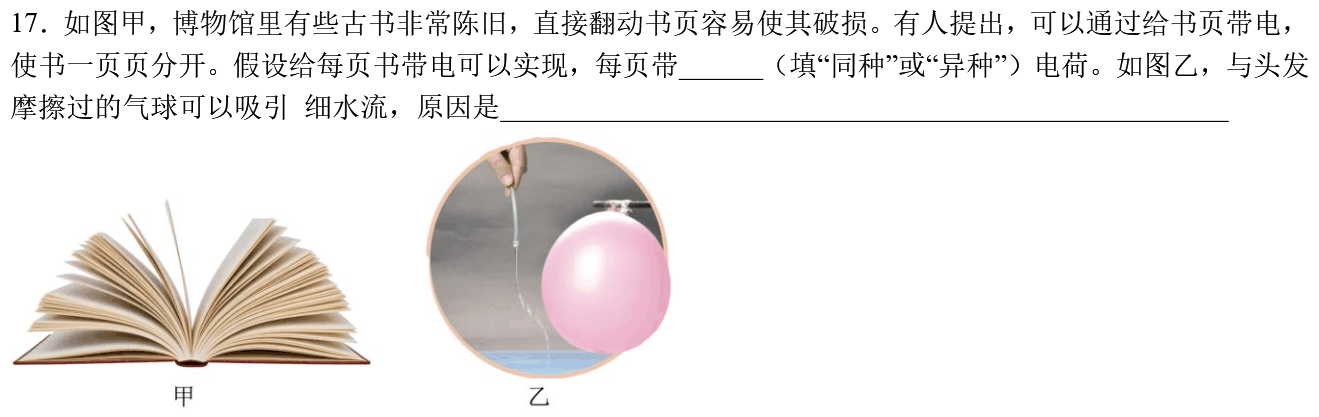 17．如图甲，博物馆里有些古书非常陈旧，直接翻动书页容易使其破损。有人提出，可以通过给书页带电，
使书一页页分开。假设给每页书带电可以实现，每页带______（填“同种”或“异种”）电荷。如图乙，与头发
摩擦过的气球可以吸引 细水流，原因是____________________________________________________
甲
乙